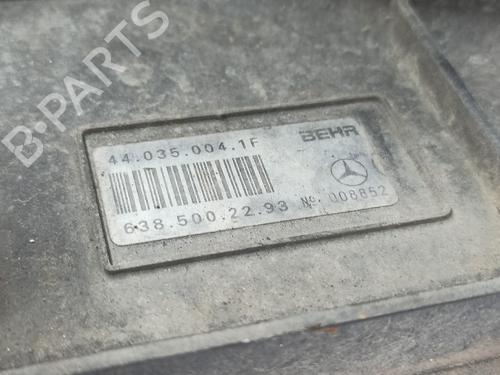 B-PARTS
44.035.004.1F BEHR
638.500.22.93 No. 008852